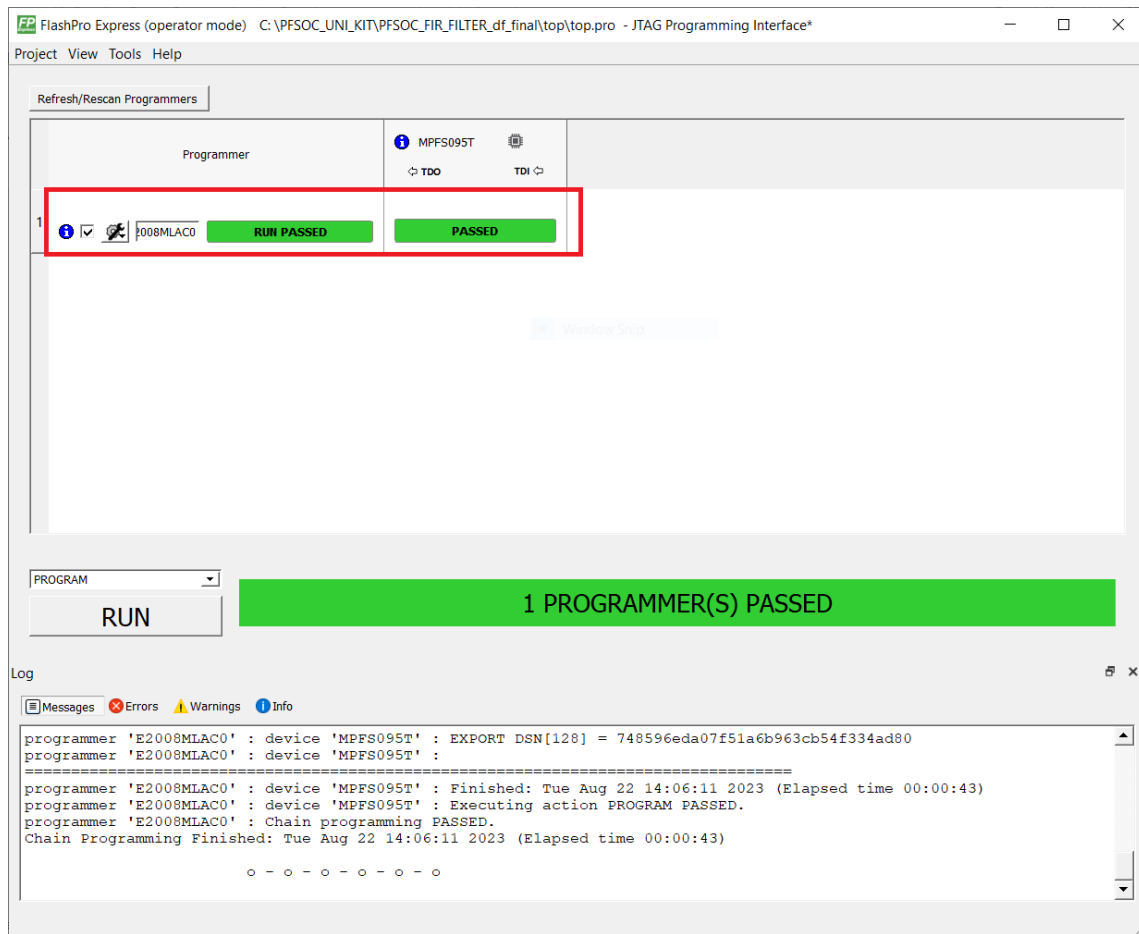 FP FlashPro Express (operator mode) C:\PFSOC_UNI_KIT\PFSOC_FIR_FILTER_df_final\top\top.pro - JTAG Programming Interface*
Project View Tools Help
Refresh/Rescan Programmers
Programmer
MPFS095T
TDO TDI
1
2008MLAC0 RUN PASSED PASSED
Window Snip
PROGRAM
RUN
1 PROGRAMMER(S) PASSED
Log
Messages Errors Warnings Info
programmer 'E2008MLAC0' : device 'MPFS095T' : EXPORT DSN[128] = 748596eda07f51a6b963cb54f334ad80
programmer 'E2008MLAC0' : device 'MPFS095T' :
===================================================================================
programmer 'E2008MLAC0' : device 'MPFS095T' : Finished: Tue Aug 22 14:06:11 2023 (Elapsed time 00:00:43)
programmer 'E2008MLAC0' : device 'MPFS095T' : Executing action PROGRAM PASSED.
programmer 'E2008MLAC0' : Chain programming PASSED.
Chain Programming Finished: Tue Aug 22 14:06:11 2023 (Elapsed time 00:00:43)
o - o - o - o - o - o